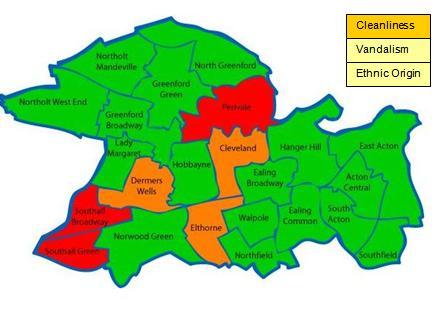 Cleanliness
Vandalism
Ethnic Origin
Northolt
Mandeville
North Greenford
Greenford
Green
Northolt West End
Perivale
Greenford
Broadway
Lady
Margaret
Cleveland
Hanger Hill
East Acton
Hobbayne
Dermers
Wells
Ealing
Broadway
Acton
Central
Southall
Broadway
Elthorne
Walpole
Ealing
Common
South
Acton
Norwood Green
Southall Green
Northfield
Southfield